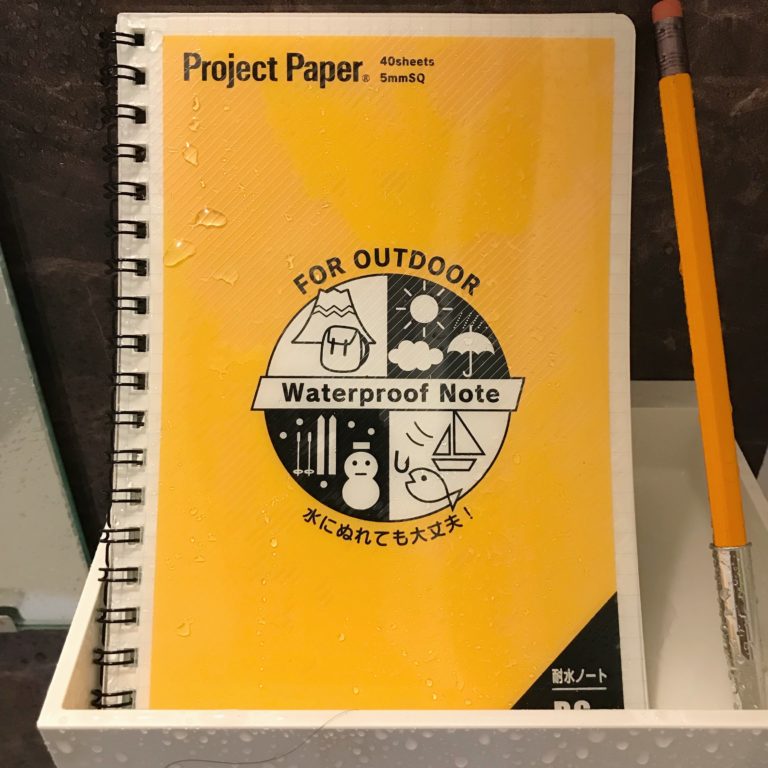 Project Paper® 40sheets
5mmSQ
FOR OUTDOOR
Waterproof Note
水にぬれても大丈夫！
耐水ノート